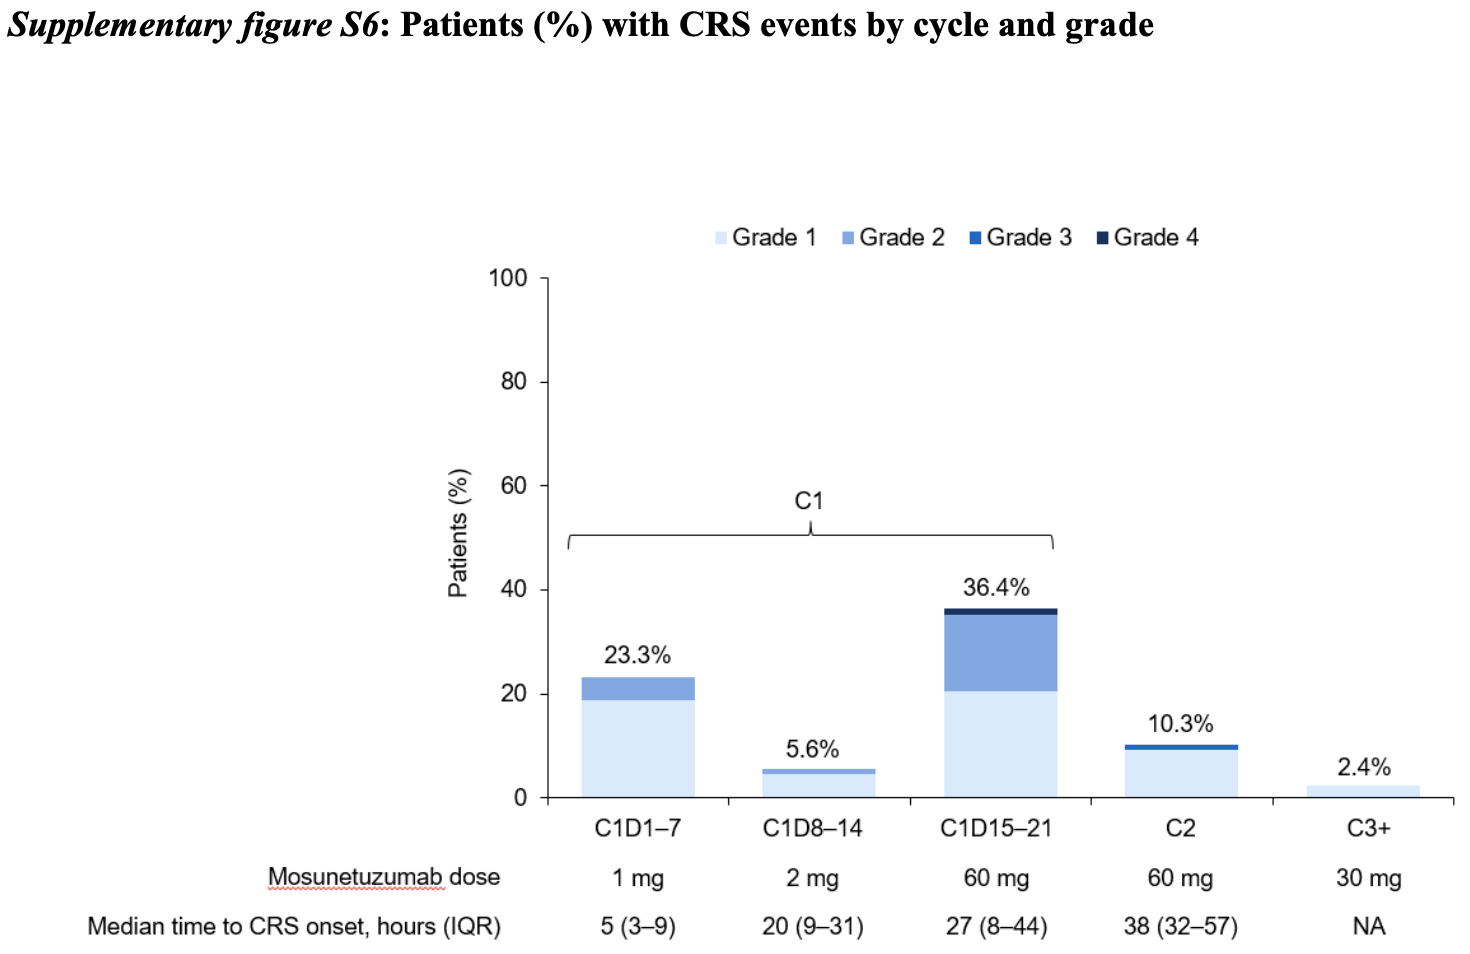 Supplementary figure S6: Patients (%) with CRS events by cycle and grade
Grade 1 Grade 2 Grade 3 Grade 4
100
80
60
40
20
0
Patients (%)
C1
23.3%
5.6%
36.4%
10.3%
2.4%
C1D1–7 C1D8–14 C1D15–21 C2 C3+
Mosunetuzumab dose 1 mg 2 mg 60 mg 60 mg 30 mg
Median time to CRS onset, hours (IQR) 5 (3–9) 20 (9–31) 27 (8–44) 38 (32–57) NA